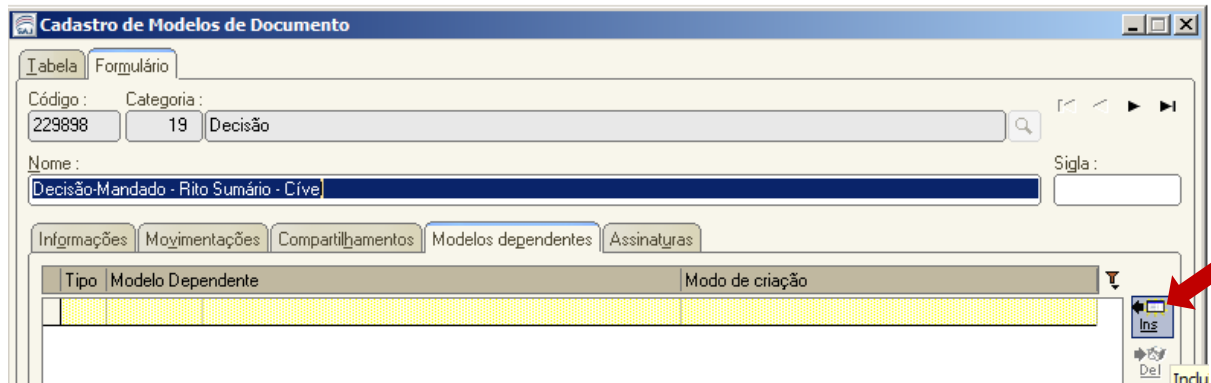 Cadastro de Modelos de Documento
Tabela Formulário
Código : Categoria :
229898 19 Decisão
Nome : Sigla :
Decisão-Mandado - Rito Sumário - Cíve
Informações Movimentações Compartilhamentos Modelos dependentes Assinaturas
Tipo Modelo Dependente Modo de criação
Ins
Del
Inclu